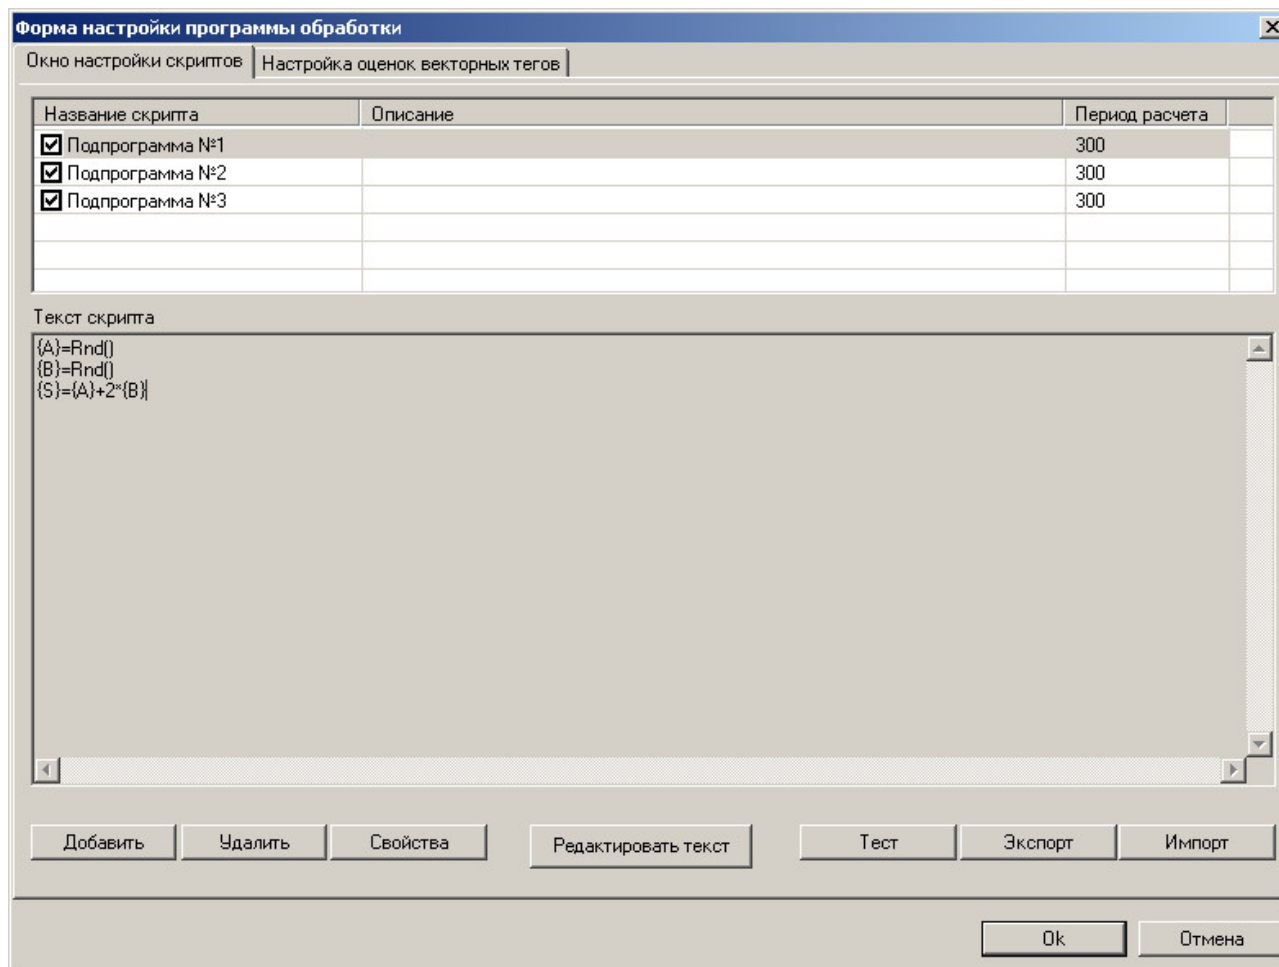 Форма настройки программы обработки
Окно настройки скриптов Настройка оценок векторных тегов
Название скрипта Описание Период расчета
Подпрограмма №1 300
Подпрограмма №2 300
Подпрограмма №3 300
Текст скрипта
{A}=Rnd()
{B}=Rnd()
{S}={A}+2*{B}
Добавить Удалить Свойства Редактировать текст Тест Экспорт Импорт
Ok Отмена